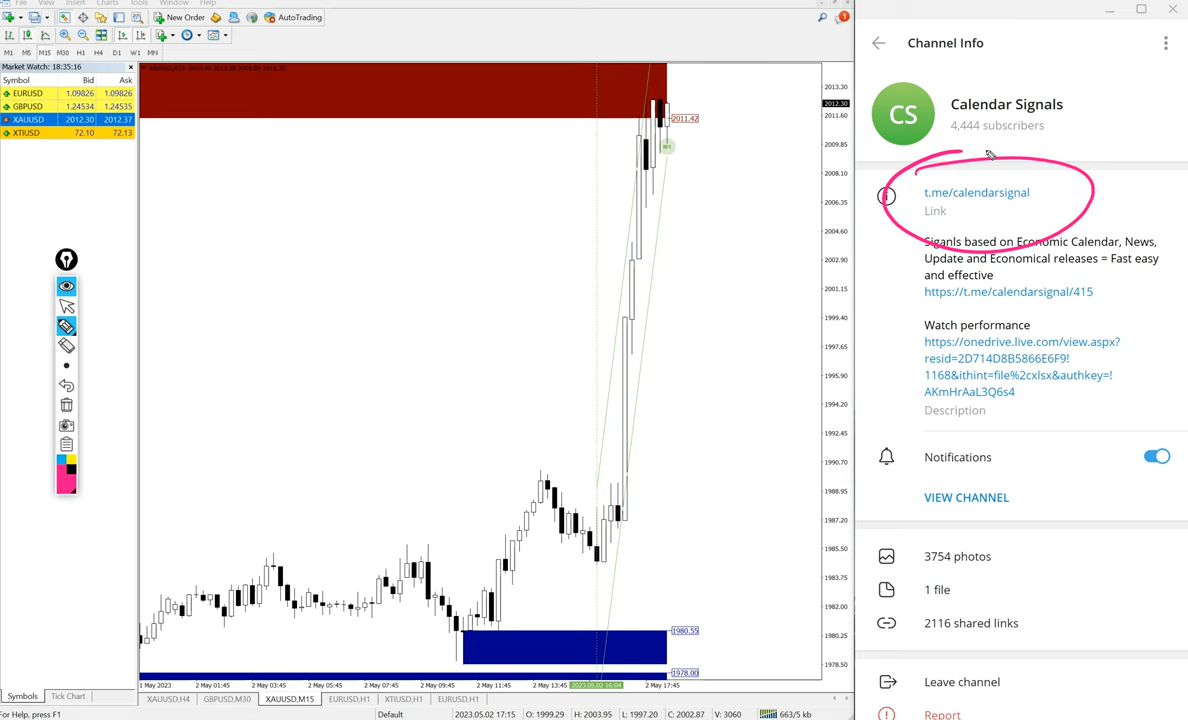 File View Insert Charts Tools Window Help
New Order AutoTrading 1
M1 M5 M15 M30 H1 H4 D1 W1 MN
Market Watch: 18:35:16
Symbol Bid Ask
EURUSD 1.09826 1.09826
GBPUSD 1.24534 1.24535
XAUUSD 2012.30 2012.37
XTIUSD 72.10 72.13
Symbols Tick Chart
2011.42
M1
1980.55
1978.00
2013.30
2012.30
2011.60
2009.85
2008.10
2006.35
2004.60
2002.90
2001.15
1999.40
1997.65
1995.90
1994.20
1992.45
1990.70
1988.95
1987.20
1985.50
1983.75
1982.00
1980.25
1978.50
1 May 2023 2 May 01:45 2 May 03:45 2 May 05:45 2 May 07:45 2 May 09:45 2 May 11:45 2 May 13:45 2023.05.02 16:04 2 May 17:45
XAUUSD,H4 GBPUSD,M30 XAUUSD,M15 EURUSD,H1 XTIUSD,H1 EURUSD,H1
For Help, press F1 Default 2023.05.02 17:15 O: 1999.29 H: 2003.95 L: 1997.20 C: 2002.87 V: 3060 663/5 kb
Channel Info
CS
Calendar Signals
4,444 subscribers
t.me/calendarsignal
Link
Siganls based on Economic Calendar, News,
Update and Economical releases = Fast easy
and effective
https://t.me/calendarsignal/415
Watch performance
https://onedrive.live.com/view.aspx?
resid=2D714D8B5866E6F9!
1168&ithint=file%2cxlsx&authkey=!
AKmHrAaL3Q6s4
Description
Notifications
VIEW CHANNEL
3754 photos
1 file
2116 shared links
Leave channel
Report